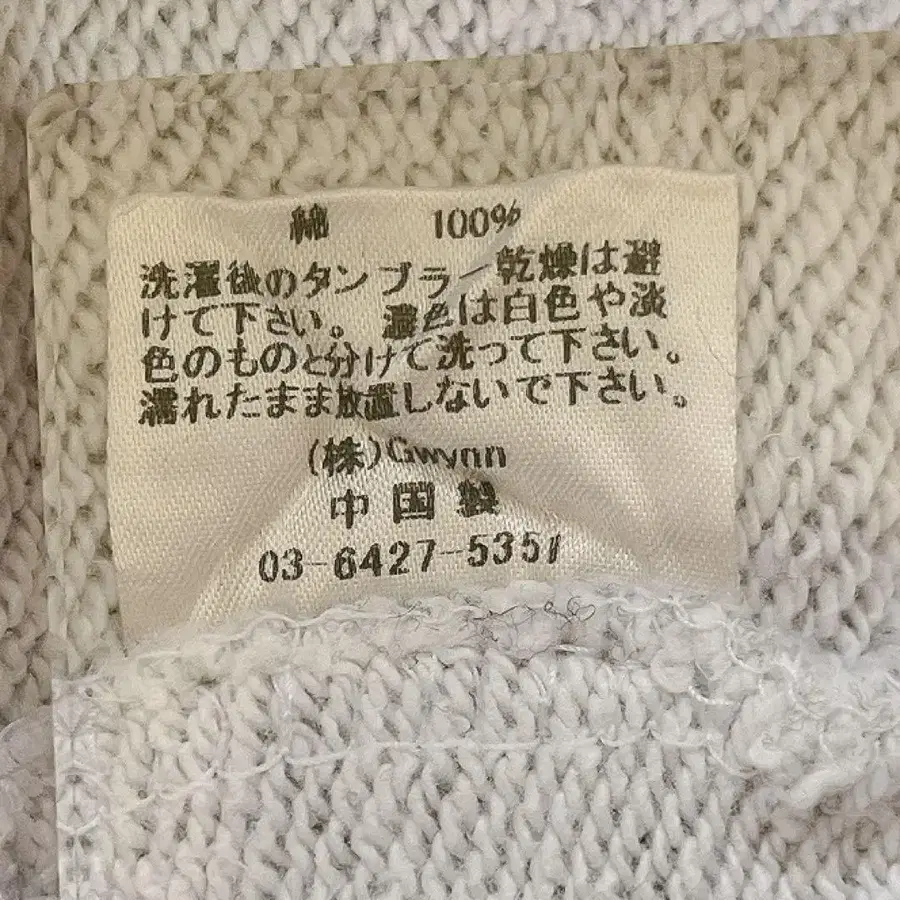 綿 100%
洗濯後のタンブラー乾燥は避
けて下さい。 濃色は白色や淡
色のものと分けて洗って下さい。
濡れたまま放置しないで下さい。
(株)Gwynn
中国製
03-6427-5357